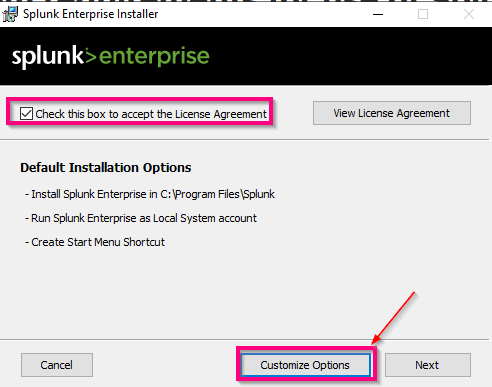 Splunk Enterprise Installer
splunk>enterprise
Check this box to accept the License Agreement
View License Agreement
Default Installation Options
- Install Splunk Enterprise in C:\Program Files\Splunk
- Run Splunk Enterprise as Local System account
- Create Start Menu Shortcut
Cancel
Customize Options
Next